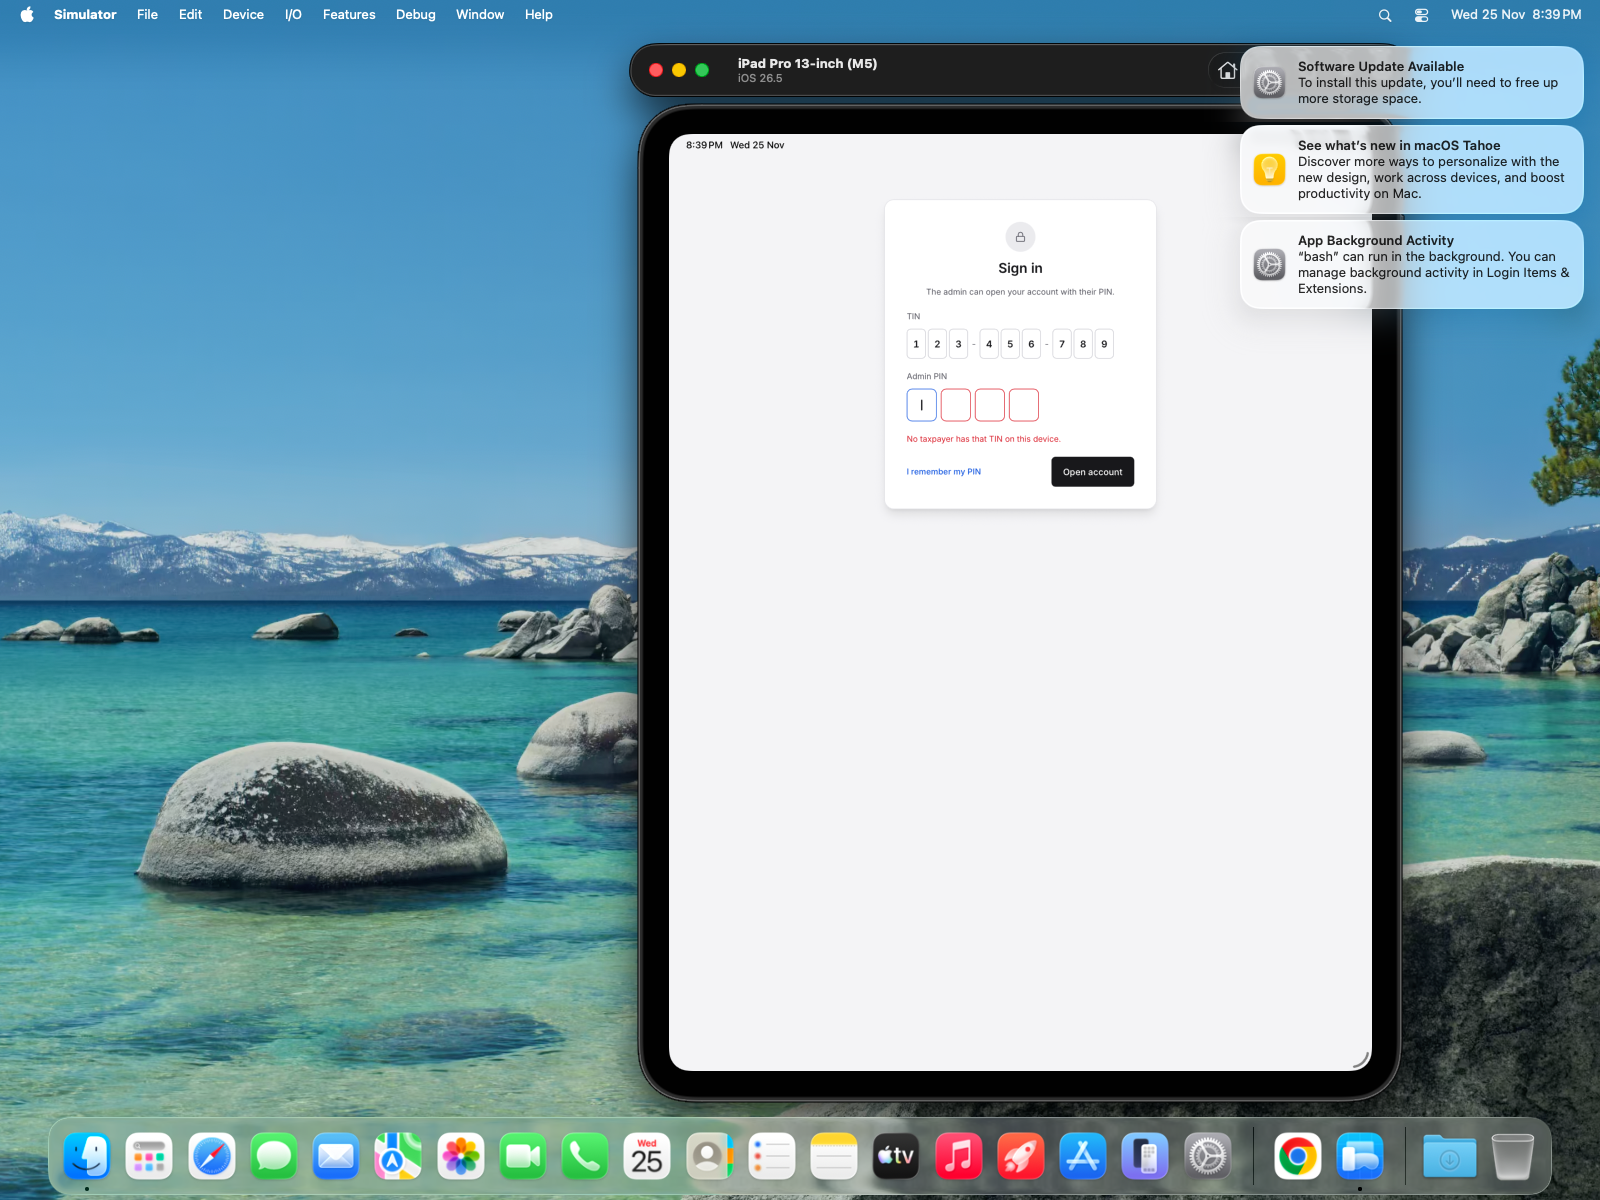 Simulator File Edit Device I/O Features Debug Window Help
Wed 25 Nov 8:39 PM
iPad Pro 13-inch (M5)
iOS 26.5
Software Update Available
To install this update, you'll need to free up
more storage space.
See what's new in macOS Tahoe
Discover more ways to personalize with the
new design, work across devices, and boost
productivity on Mac.
App Background Activity
"bash" can run in the background. You can
manage background activity in Login Items &
Extensions.
8:39 PM Wed 25 Nov
Sign in
The admin can open your account with their PIN.
TIN
1 2 3 - 4 5 6 - 7 8 9
Admin PIN
No taxpayer has that TIN on this device.
I remember my PIN
Open account
Wed
25
tv